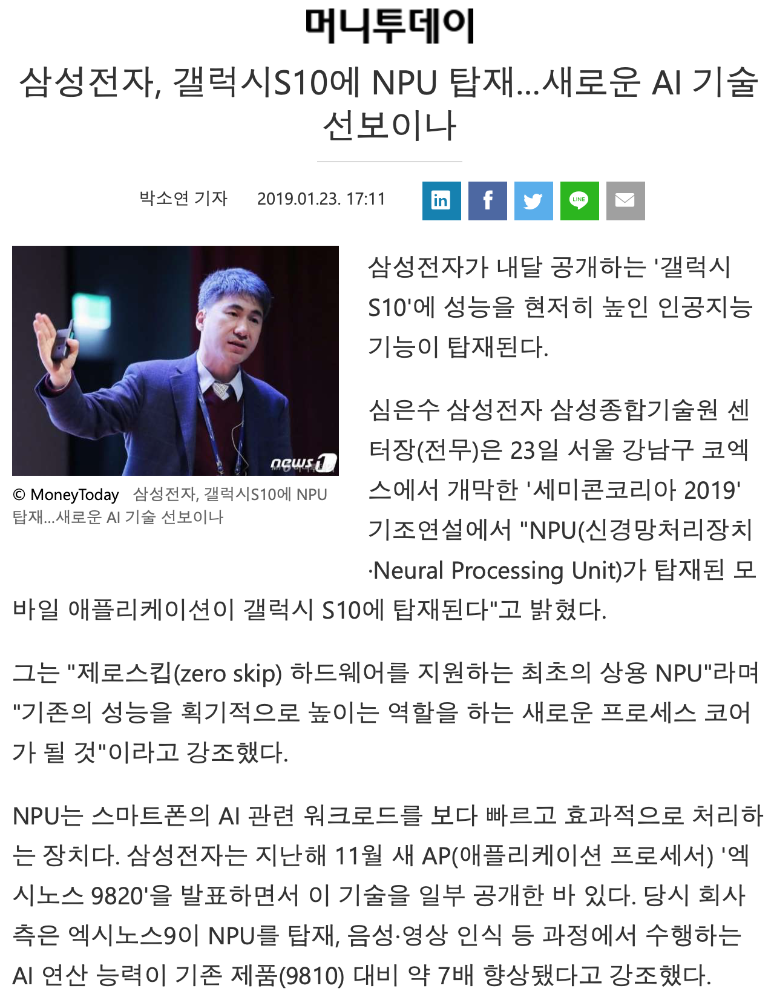 머니투데이
삼성전자, 갤럭시S10에 NPU 탑재...새로운 AI 기술
선보이나
박소연 기자 2019.01.23. 17:11
in f LINE
삼성전자가 내달 공개하는 '갤럭시
S10'에 성능을 현저히 높인 인공지능
기능이 탑재된다.
심은수 삼성전자 삼성종합기술원 센
터장(전무)은 23일 서울 강남구 코엑
스에서 개막한 '세미콘코리아 2019'
기조연설에서 "NPU(신경망처리장치
·Neural Processing Unit)가 탑재된 모
바일 애플리케이션이 갤럭시 S10에 탑재된다"고 밝혔다.
news1
© MoneyToday 삼성전자, 갤럭시S10에 NPU
탑재...새로운 AI 기술 선보이나
그는 "제로스킵(zero skip) 하드웨어를 지원하는 최초의 상용 NPU"라며
"기존의 성능을 획기적으로 높이는 역할을 하는 새로운 프로세스 코어
가 될 것"이라고 강조했다.
NPU는 스마트폰의 AI 관련 워크로드를 보다 빠르고 효과적으로 처리하
는 장치다. 삼성전자는 지난해 11월 새 AP(애플리케이션 프로세서) '엑
시노스 9820'을 발표하면서 이 기술을 일부 공개한 바 있다. 당시 회사
측은 엑시노스9이 NPU를 탑재, 음성·영상 인식 등 과정에서 수행하는
AI 연산 능력이 기존 제품(9810) 대비 약 7배 향상됐다고 강조했다.